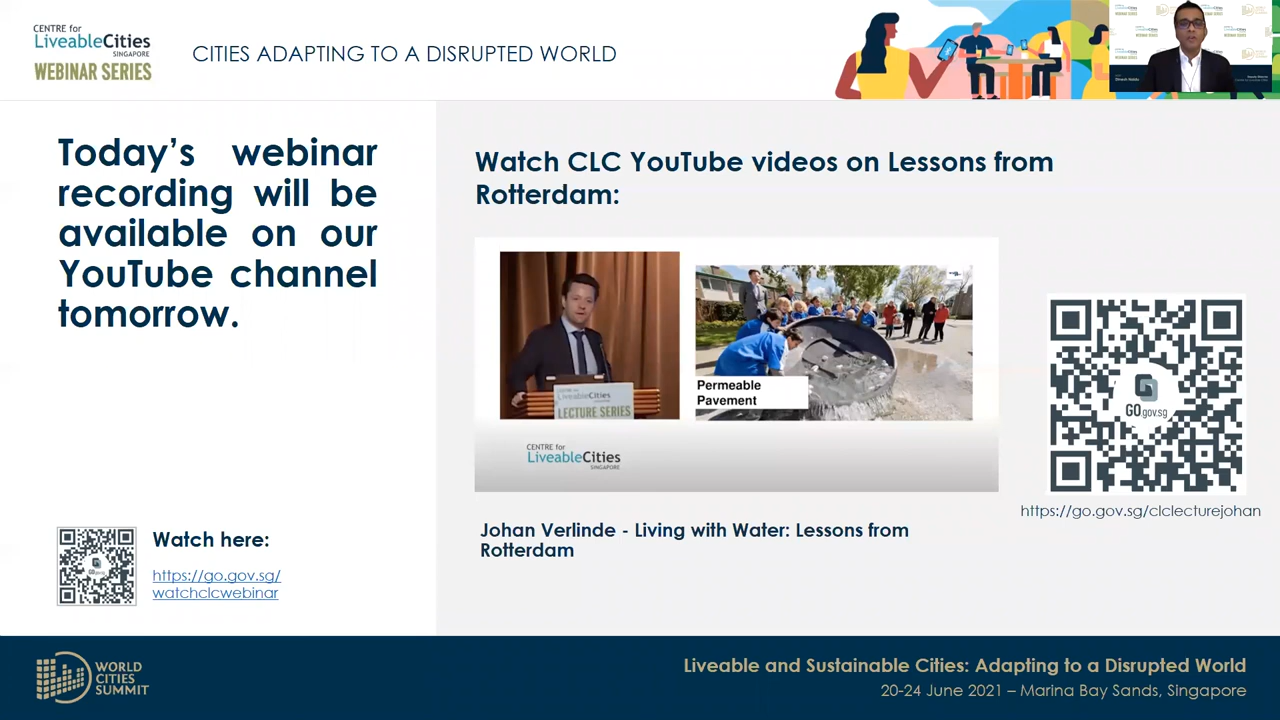 CENTRE for
LiveableCities
SINGAPORE
WEBINAR SERIES
CITIES ADAPTING TO A DISRUPTED WORLD
Today's webinar
recording will be
available on our
YouTube channel
tomorrow.
Watch here:
https://go.gov.sg/
watchclcwebinar
Watch CLC YouTube videos on Lessons from
Rotterdam:
LiveableCities
LECTURE SERIES
Permeable
Pavement
CENTRE for
LiveableCities
SINGAPORE
Johan Verlinde - Living with Water: Lessons from
Rotterdam
GO.gov.sg
https://go.gov.sg/clclecturejohan
WORLD
CITIES
SUMMIT
Liveable and Sustainable Cities: Adapting to a Disrupted World
20-24 June 2021 – Marina Bay Sands, Singapore